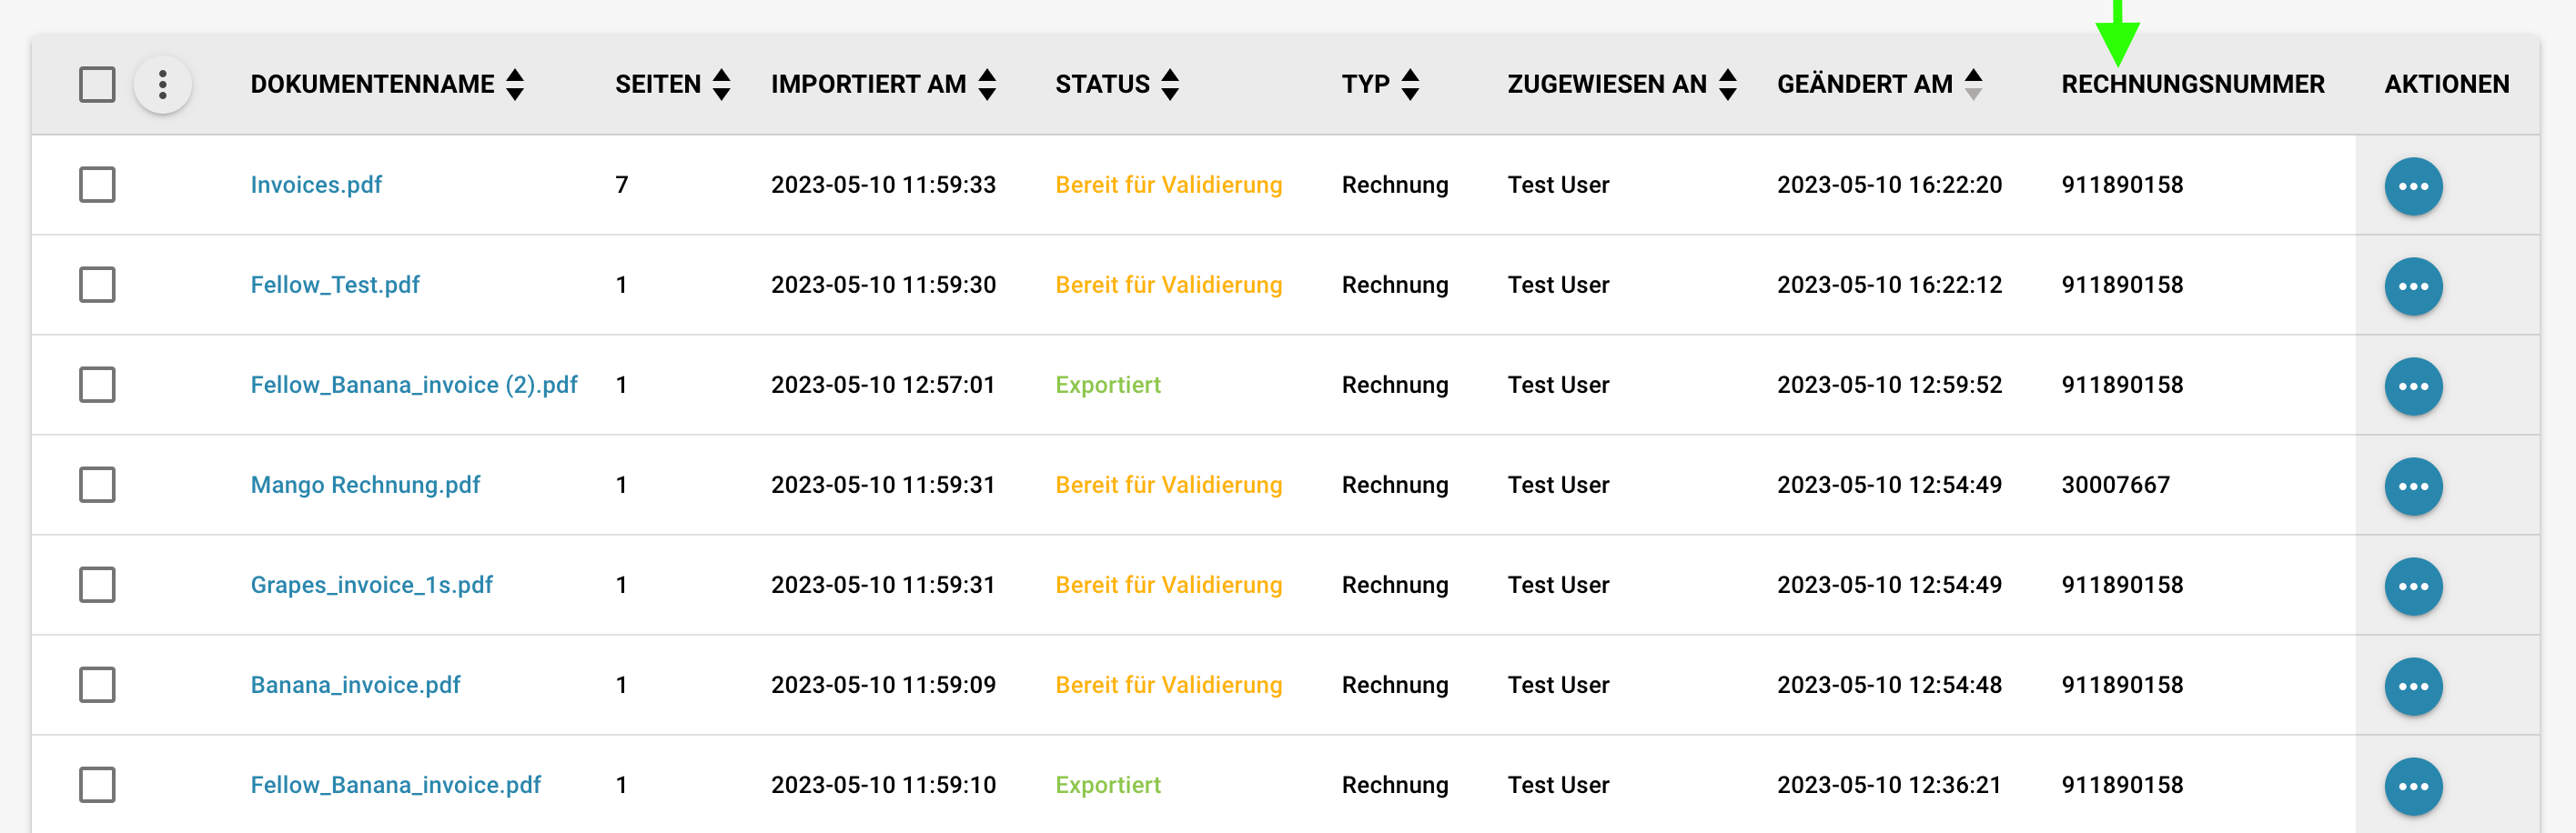 DOKUMENTENNAME SEITEN IMPORTIERT AM STATUS TYP ZUGEWIESEN AN GEÄNDERT AM RECHNUNGSNUMMER AKTIONEN
Invoices.pdf 7 2023-05-10 11:59:33 Bereit für Validierung Rechnung Test User 2023-05-10 16:22:20 911890158
Fellow_Test.pdf 1 2023-05-10 11:59:30 Bereit für Validierung Rechnung Test User 2023-05-10 16:22:12 911890158
Fellow_Banana_invoice (2).pdf 1 2023-05-10 12:57:01 Exportiert Rechnung Test User 2023-05-10 12:59:52 911890158
Mango Rechnung.pdf 1 2023-05-10 11:59:31 Bereit für Validierung Rechnung Test User 2023-05-10 12:54:49 30007667
Grapes_invoice_1s.pdf 1 2023-05-10 11:59:31 Bereit für Validierung Rechnung Test User 2023-05-10 12:54:49 911890158
Banana_invoice.pdf 1 2023-05-10 11:59:09 Bereit für Validierung Rechnung Test User 2023-05-10 12:54:48 911890158
Fellow_Banana_invoice.pdf 1 2023-05-10 11:59:10 Exportiert Rechnung Test User 2023-05-10 12:36:21 911890158